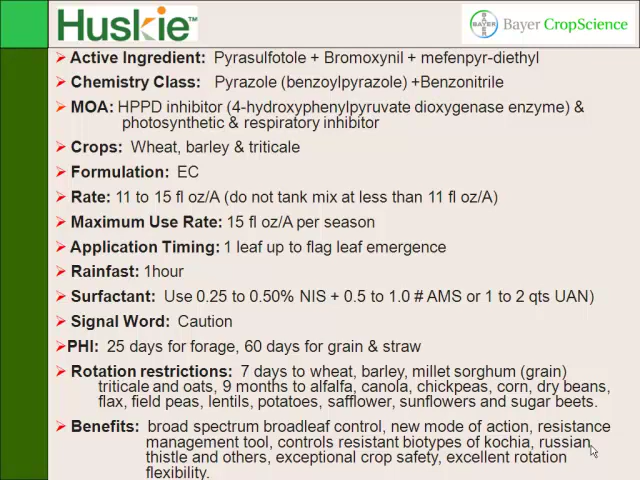 Huskie™
BAYER
BAYER
Bayer CropScience
Active Ingredient: Pyrasulfotole + Bromoxynil + mefenpyr-diethyl
Chemistry Class: Pyrazole (benzoylpyrazole) +Benzonitrile
MOA: HPPD inhibitor (4-hydroxyphenylpyruvate dioxygenase enzyme) &
photosynthetic & respiratory inhibitor
Crops: Wheat, barley & triticale
Formulation: EC
Rate: 11 to 15 fl oz/A (do not tank mix at less than 11 fl oz/A)
Maximum Use Rate: 15 fl oz/A per season
Application Timing: 1 leaf up to flag leaf emergence
Rainfast: 1hour
Surfactant: Use 0.25 to 0.50% NIS + 0.5 to 1.0 # AMS or 1 to 2 qts UAN)
Signal Word: Caution
PHI: 25 days for forage, 60 days for grain & straw
Rotation restrictions: 7 days to wheat, barley, millet sorghum (grain)
triticale and oats, 9 months to alfalfa, canola, chickpeas, corn, dry beans,
flax, field peas, lentils, potatoes, safflower, sunflowers and sugar beets.
Benefits: broad spectrum broadleaf control, new mode of action, resistance
management tool, controls resistant biotypes of kochia, russian
thistle and others, exceptional crop safety, excellent rotation
flexibility.